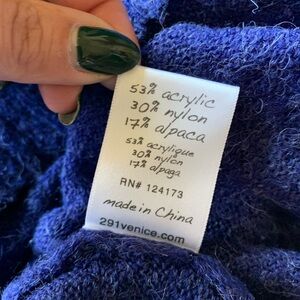 53% acrylic
30% nylon
17% alpaca
53% acrylique
30% nylon
17% alpaga
RN# 124173
made in China
291venice.com